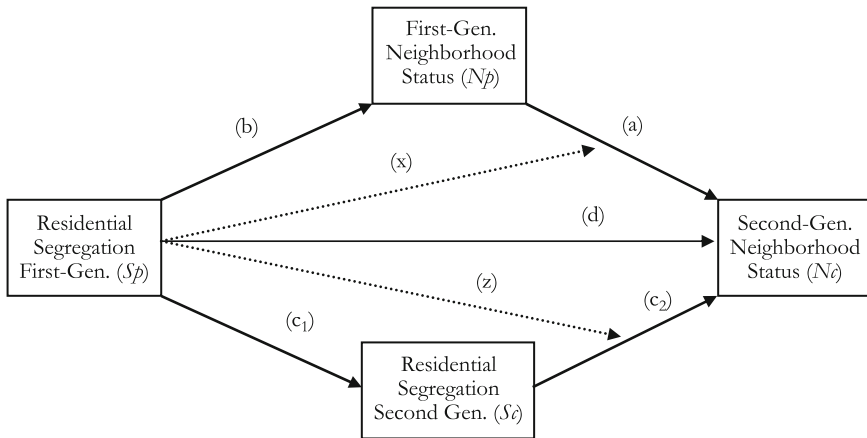 First-Gen.
Neighborhood
Status (Np)
(b)
(a)
(x)
Residential
Segregation
First-Gen. (Sp)
(d)
Second-Gen.
Neighborhood
Status (Nc)
(z)
(c₁)
(c₂)
Residential
Segregation
Second Gen. (Sc)